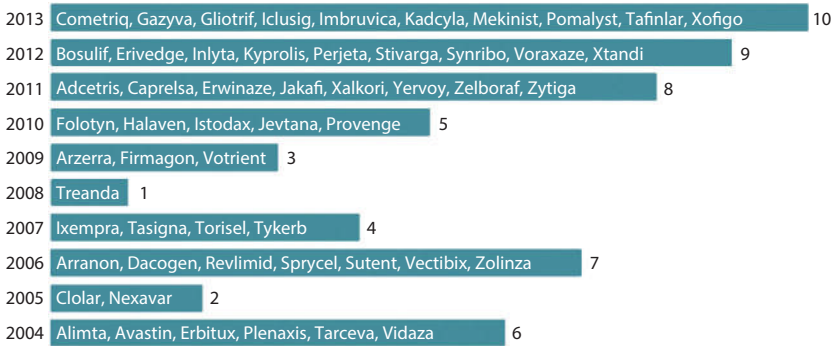 2013 Cometriq, Gazyva, Gliotrif, Iclusig, Imbruvica, Kadcyla, Mekinist, Pomalyst, Tafinlar, Xofigo 10
2012 Bosulif, Erivedge, Inlyta, Kyprolis, Perjeta, Stivarga, Synribo, Voraxaze, Xtandi 9
2011 Adcetris, Caprelsa, Erwinaze, Jakafi, Xalkori, Yervoy, Zelboraf, Zytiga 8
2010 Folotyn, Halaven, Istodax, Jevtana, Provenge 5
2009 Arzerra, Firmagon, Votrient 3
2008 Treanda 1
2007 Ixempra, Tasigna, Torisel, Tykerb 4
2006 Arranon, Dacogen, Revlimid, Sprycel, Sutent, Vectibix, Zolinza 7
2005 Clolar, Nexavar 2
2004 Alimta, Avastin, Erbitux, Plenaxis, Tarceva, Vidaza 6